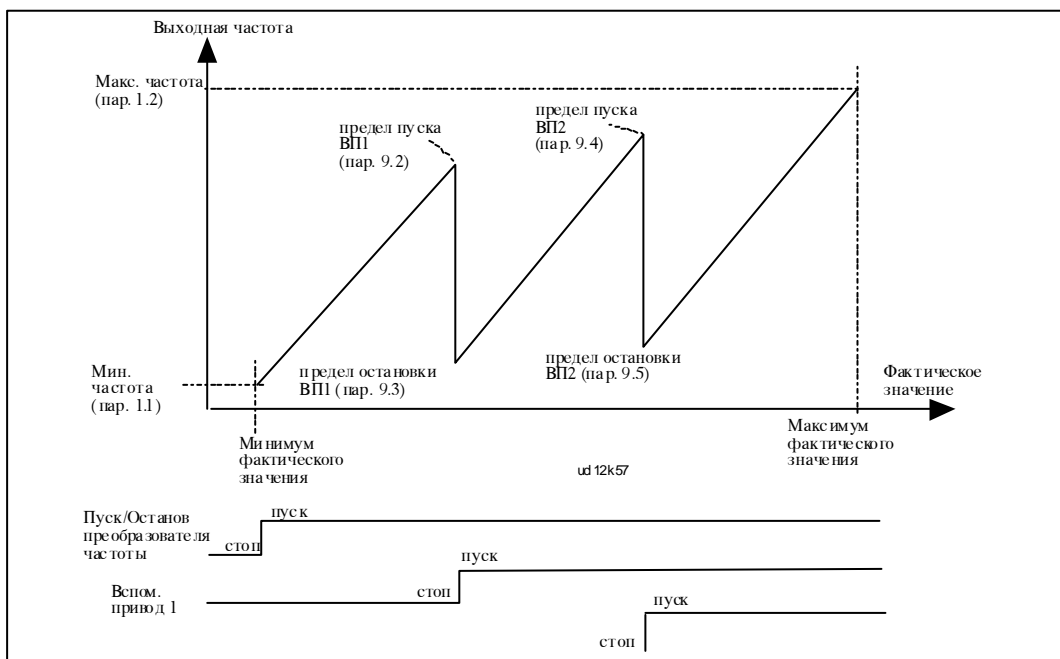 Выходная частота
Макс. частота
(пар. 1.2)
предел пуска
ВП1
(пар. 9.2)
предел пуска
ВП2
(пар. 9.4)
Мин.
частота
(пар. 1.1)
предел остановки
ВП1 (пар. 9.3)
предел остановки
ВП2 (пар. 9.5)
Фактическое
значение
Минимум
фактического
значения
Максимум
фактического
значения
ud12k57
Пуск/Останов
преобразователя
частоты
стоп
пуск
Вспом.
привод 1
стоп
пуск
стоп
пуск